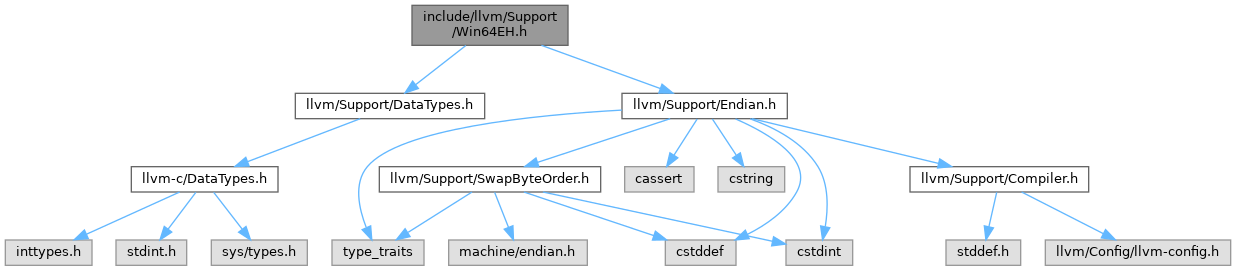 include/llvm/Support
/Win64EH.h
llvm/Support/DataTypes.h
llvm/Support/Endian.h
llvm-c/DataTypes.h
llvm/Support/SwapByteOrder.h
cassert
cstring
llvm/Support/Compiler.h
inttypes.h
stdint.h
sys/types.h
type_traits
machine/endian.h
cstddef
cstdint
stddef.h
llvm/Config/llvm-config.h